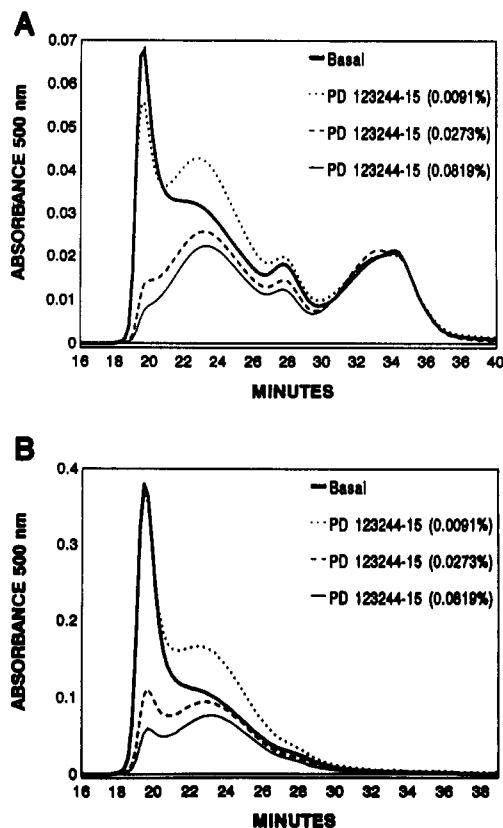 A
ABSORBANCE 500 nm
0.07
0.06
0.05
0.04
0.03
0.02
0.01
0
Basal
PD 123244-15 (0.0091%)
PD 123244-15 (0.0273%)
PD 123244-15 (0.0819%)
16 18 20 22 24 26 28 30 32 34 36 38 40
MINUTES
B
ABSORBANCE 500 nm
0.4
0.3
0.2
0.1
0
Basal
PD 123244-15 (0.0091%)
PD 123244-15 (0.0273%)
PD 123244-15 (0.0819%)
16 18 20 22 24 26 28 30 32 34 36 38
MINUTES